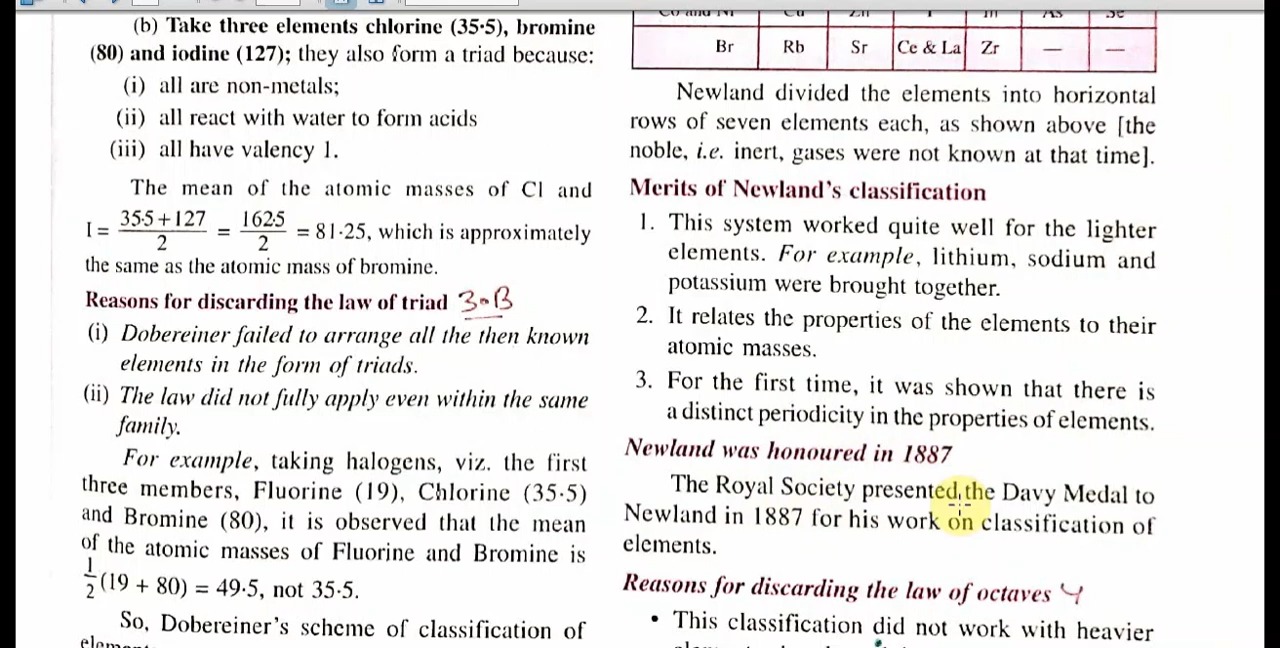 (b) Take three elements chlorine (35·5), bromine
(80) and iodine (127); they also form a triad because:
(i) all are non-metals;
(ii) all react with water to form acids
(iii) all have valency 1.
The mean of the atomic masses of Cl and
I = 35·5 + 127 / 2 = 162·5 / 2 = 81·25, which is approximately
the same as the atomic mass of bromine.
Reasons for discarding the law of triad 3·B
(i) Dobereiner failed to arrange all the then known
elements in the form of triads.
(ii) The law did not fully apply even within the same
family.
For example, taking halogens, viz. the first
three members, Fluorine (19), Chlorine (35·5)
and Bromine (80), it is observed that the mean
of the atomic masses of Fluorine and Bromine is
1/2 (19 + 80) = 49·5, not 35·5.
So, Dobereiner's scheme of classification of
Co and Ni Cu Zn Y In As Se
Br Rb Sr Ce & La Zr — —
Newland divided the elements into horizontal
rows of seven elements each, as shown above [the
noble, i.e. inert, gases were not known at that time].
Merits of Newland's classification
1. This system worked quite well for the lighter
elements. For example, lithium, sodium and
potassium were brought together.
2. It relates the properties of the elements to their
atomic masses.
3. For the first time, it was shown that there is
a distinct periodicity in the properties of elements.
Newland was honoured in 1887
The Royal Society presented the Davy Medal to
Newland in 1887 for his work on classification of
elements.
Reasons for discarding the law of octaves 4
• This classification did not work with heavier